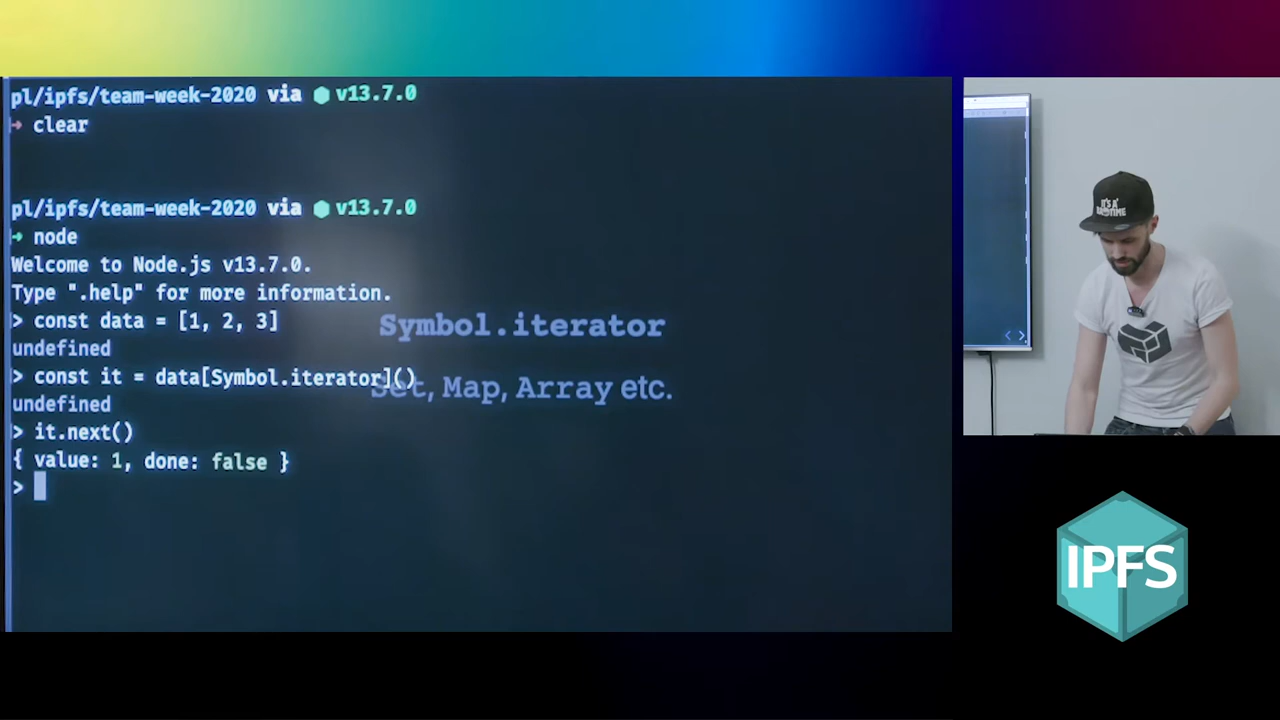 pl/ipfs/team-week-2020 via v13.7.0
→ clear
pl/ipfs/team-week-2020 via v13.7.0
→ node
Welcome to Node.js v13.7.0.
Type ".help" for more information.
> const data = [1, 2, 3]
undefined
> const it = data[Symbol.iterator]()
undefined
> it.next()
{ value: 1, done: false }
>
Symbol.iterator
Set, Map, Array etc.
IT'S A
IPFS